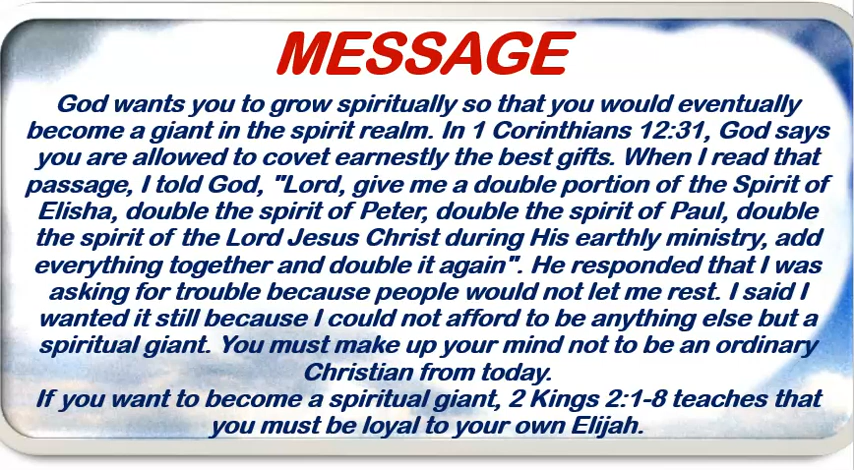 MESSAGE
God wants you to grow spiritually so that you would eventually
become a giant in the spirit realm. In 1 Corinthians 12:31, God says
you are allowed to covet earnestly the best gifts. When I read that
passage, I told God, "Lord, give me a double portion of the Spirit of
Elisha, double the spirit of Peter, double the spirit of Paul, double
the spirit of the Lord Jesus Christ during His earthly ministry, add
everything together and double it again". He responded that I was
asking for trouble because people would not let me rest. I said I
wanted it still because I could not afford to be anything else but a
spiritual giant. You must make up your mind not to be an ordinary
Christian from today.
If you want to become a spiritual giant, 2 Kings 2:1-8 teaches that
you must be loyal to your own Elijah.